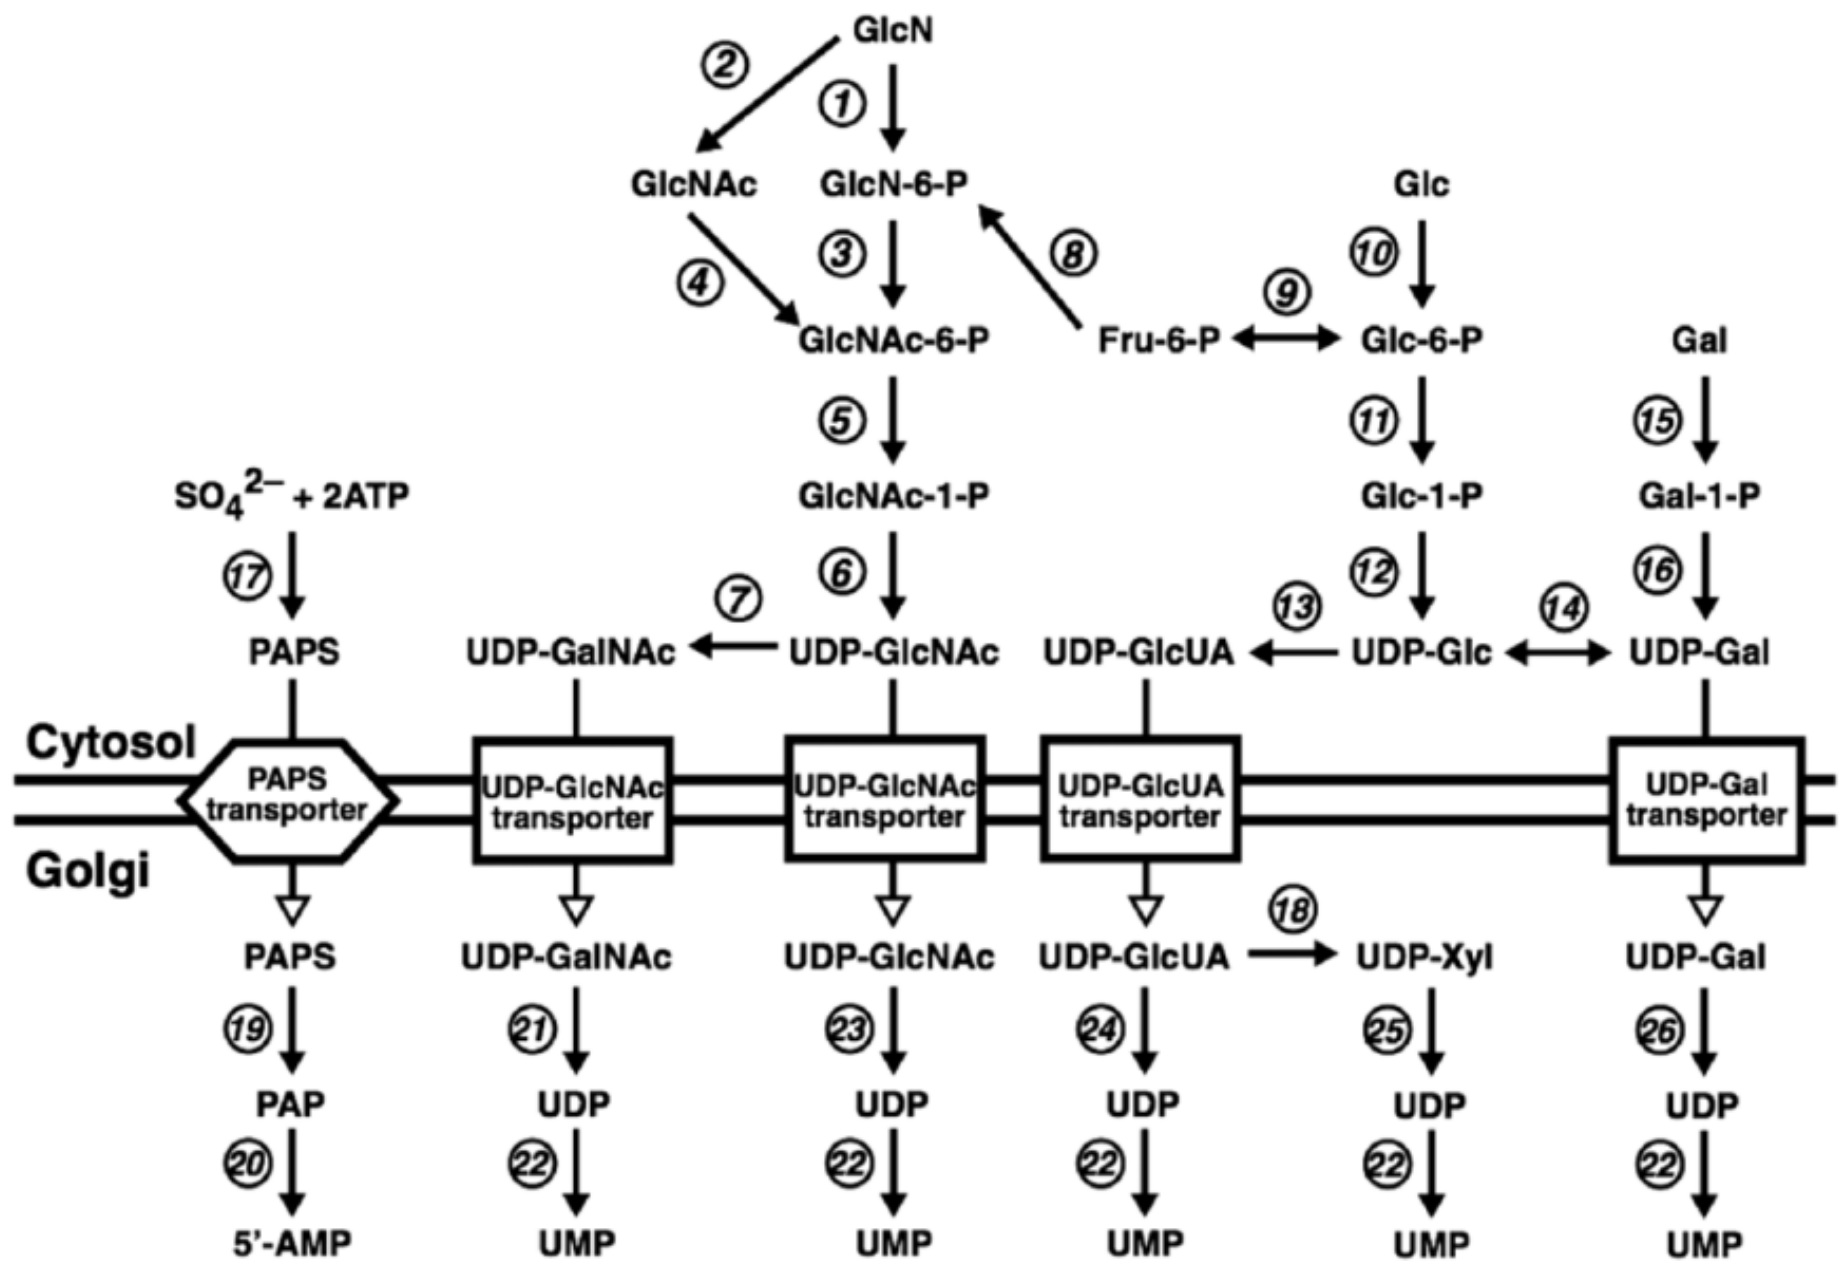 GlcN
2
1
GlcNAc
GlcN-6-P
Glc
3
8
10
4
9
GlcNAc-6-P
Fru-6-P
Glc-6-P
Gal
5
11
15
SO4 2– + 2ATP
GlcNAc-1-P
Glc-1-P
Gal-1-P
17
6
12
16
7
13
14
PAPS
UDP-GalNAc
UDP-GlcNAc
UDP-GlcUA
UDP-Glc
UDP-Gal
Cytosol
PAPS
transporter
UDP-GlcNAc
transporter
UDP-GlcNAc
transporter
UDP-GlcUA
transporter
UDP-Gal
transporter
Golgi
18
PAPS
UDP-GalNAc
UDP-GlcNAc
UDP-GlcUA
UDP-Xyl
UDP-Gal
19
21
23
24
25
26
PAP
UDP
UDP
UDP
UDP
UDP
20
22
22
22
22
22
5'-AMP
UMP
UMP
UMP
UMP
UMP